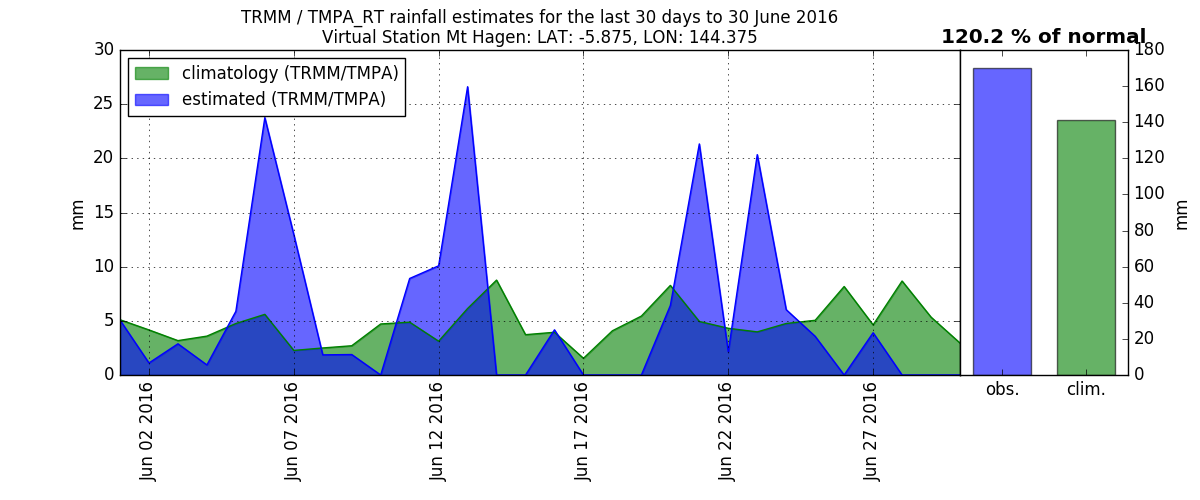 TRMM / TMPA_RT rainfall estimates for the last 30 days to 30 June 2016
Virtual Station Mt Hagen: LAT: -5.875, LON: 144.375
120.2 % of normal
climatology (TRMM/TMPA)
estimated (TRMM/TMPA)
30
25
20
15
10
5
0
mm
Jun 02 2016
Jun 07 2016
Jun 12 2016
Jun 17 2016
Jun 22 2016
Jun 27 2016
obs.
clim.
180
160
140
120
100
80
60
40
20
0
mm